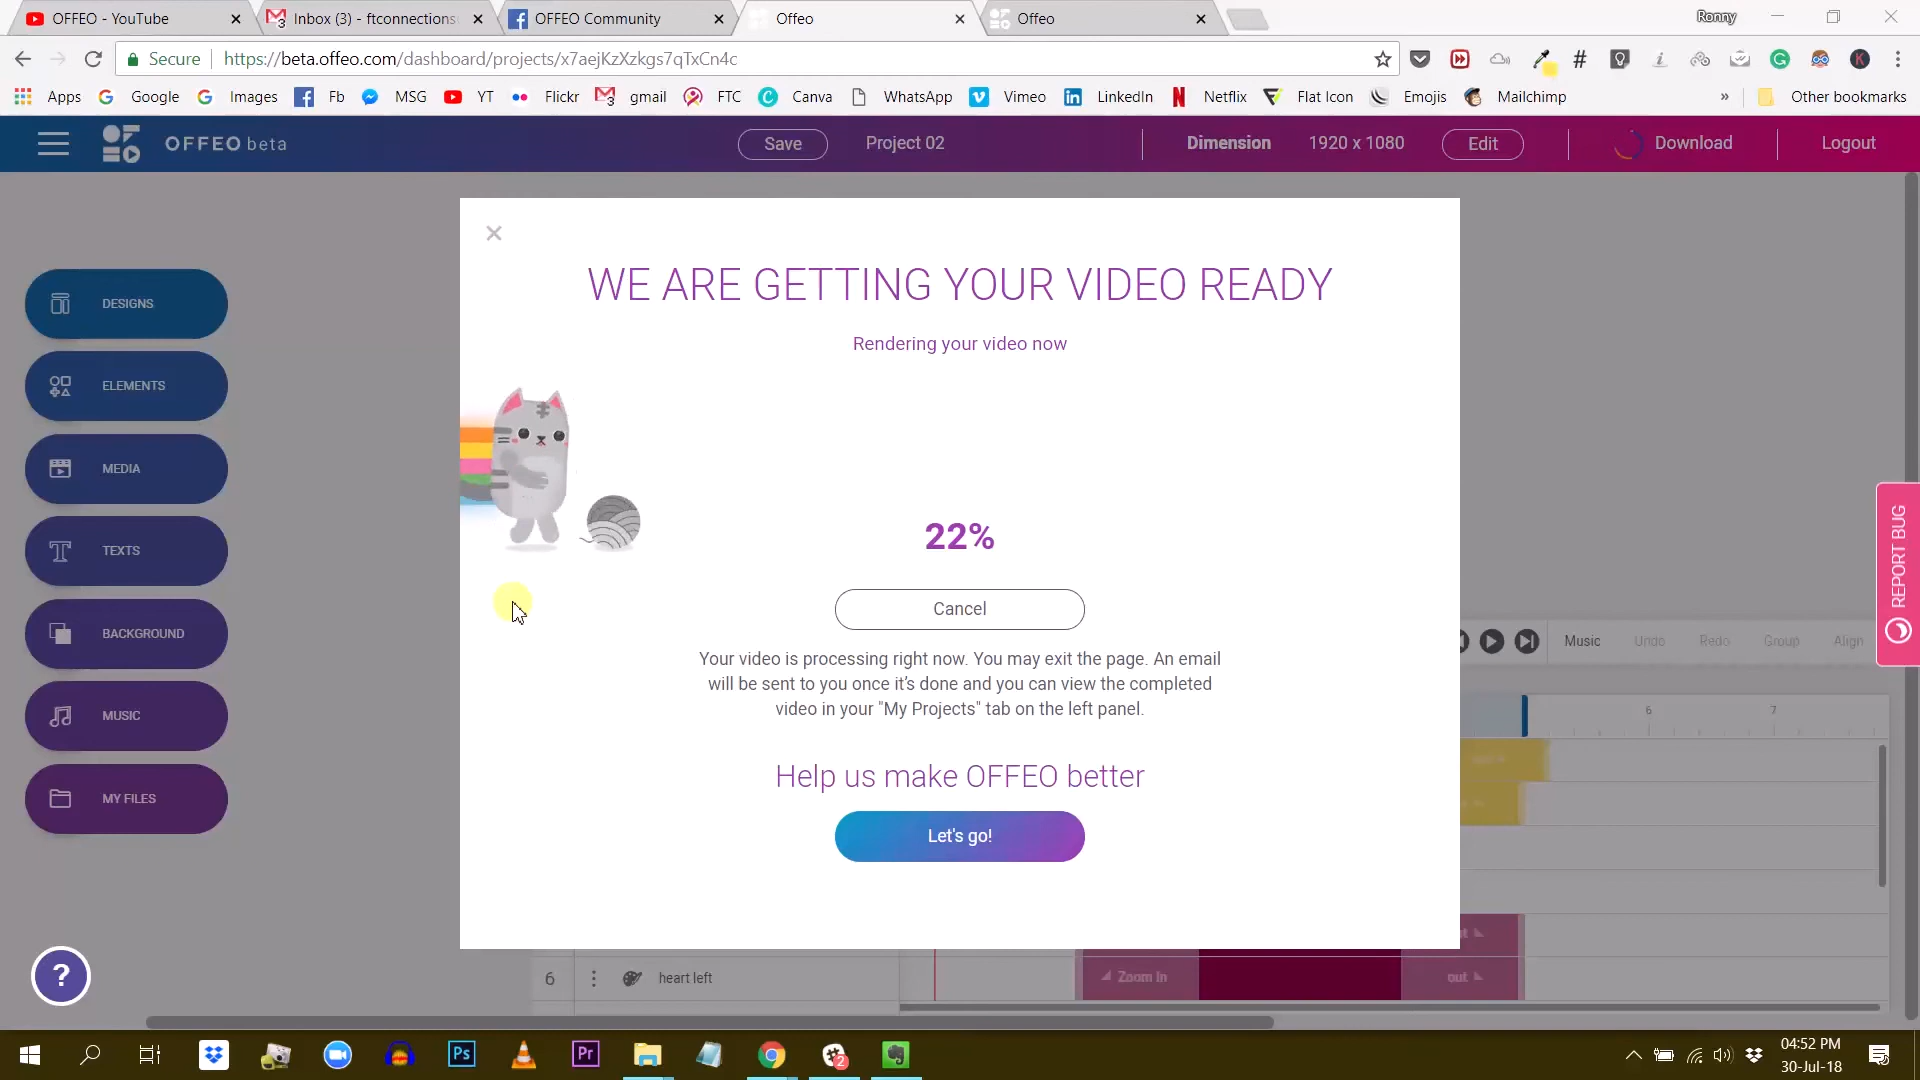 OFFEO - YouTube
Inbox (3) - ftconnections
OFFEO Community
Offeo
Offeo
Ronny
Secure
https://beta.offeo.com/dashboard/projects/x7aejKzXzkgs7qTxCn4c
Apps
Google
Images
Fb
MSG
YT
Flickr
gmail
FTC
Canva
WhatsApp
Vimeo
LinkedIn
Netflix
Flat Icon
Emojis
Mailchimp
»
Other bookmarks
OFFEO beta
Save
Project 02
Dimension
1920 x 1080
Edit
Download
Logout
WE ARE GETTING YOUR VIDEO READY
Rendering your video now
DESIGNS
ELEMENTS
MEDIA
TEXTS
BACKGROUND
MUSIC
MY FILES
22%
Cancel
Your video is processing right now. You may exit the page. An email
will be sent to you once it's done and you can view the completed
video in your "My Projects" tab on the left panel.
Help us make OFFEO better
Let's go!
REPORT BUG
Music
Undo
Redo
Group
Align
6
7
?
6
heart left
Zoom In
out
Ps
Pr
2
04:52 PM
30-Jul-18